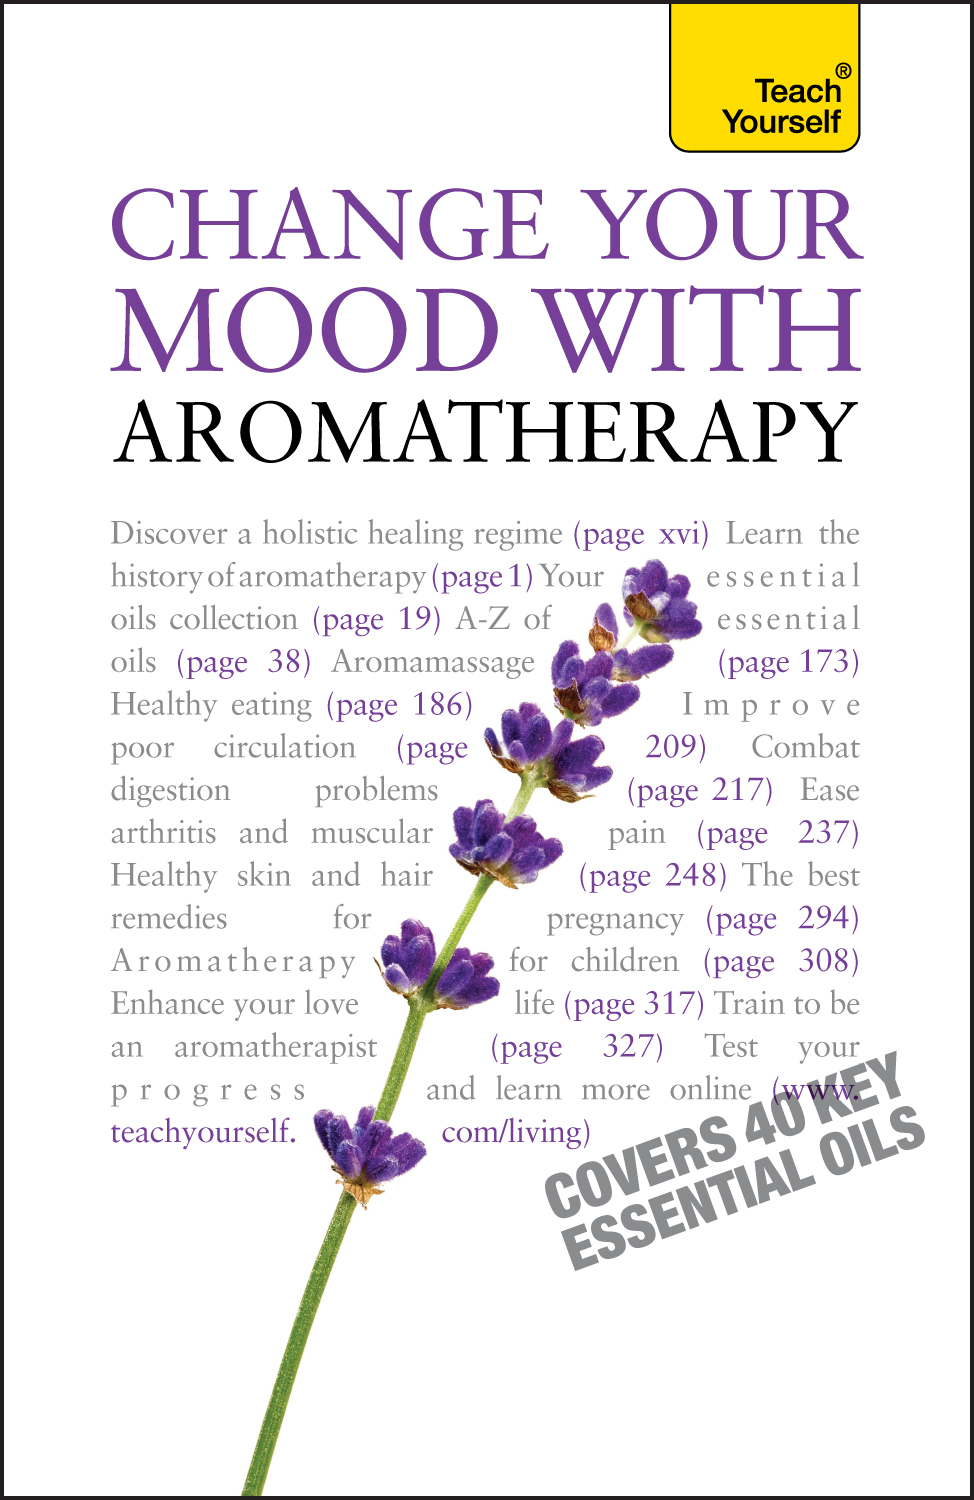 Teach®
Yourself
CHANGE YOUR
MOOD WITH
AROMATHERAPY
Discover a holistic healing regime (page xvi) Learn the
history of aromatherapy (page 1) Your essential
oils collection (page 19) A-Z of essential
oils (page 38) Aromamassage (page 173)
Healthy eating (page 186) Improve
poor circulation (page 209) Combat
digestion problems (page 217) Ease
arthritis and muscular pain (page 237)
Healthy skin and hair (page 248) The best
remedies for pregnancy (page 294)
Aromatherapy for children (page 308)
Enhance your love life (page 317) Train to be
an aromatherapist (page 327) Test your
progress and learn more online (www.
teachyourself. com/living)
COVERS 40 KEY
ESSENTIAL OILS